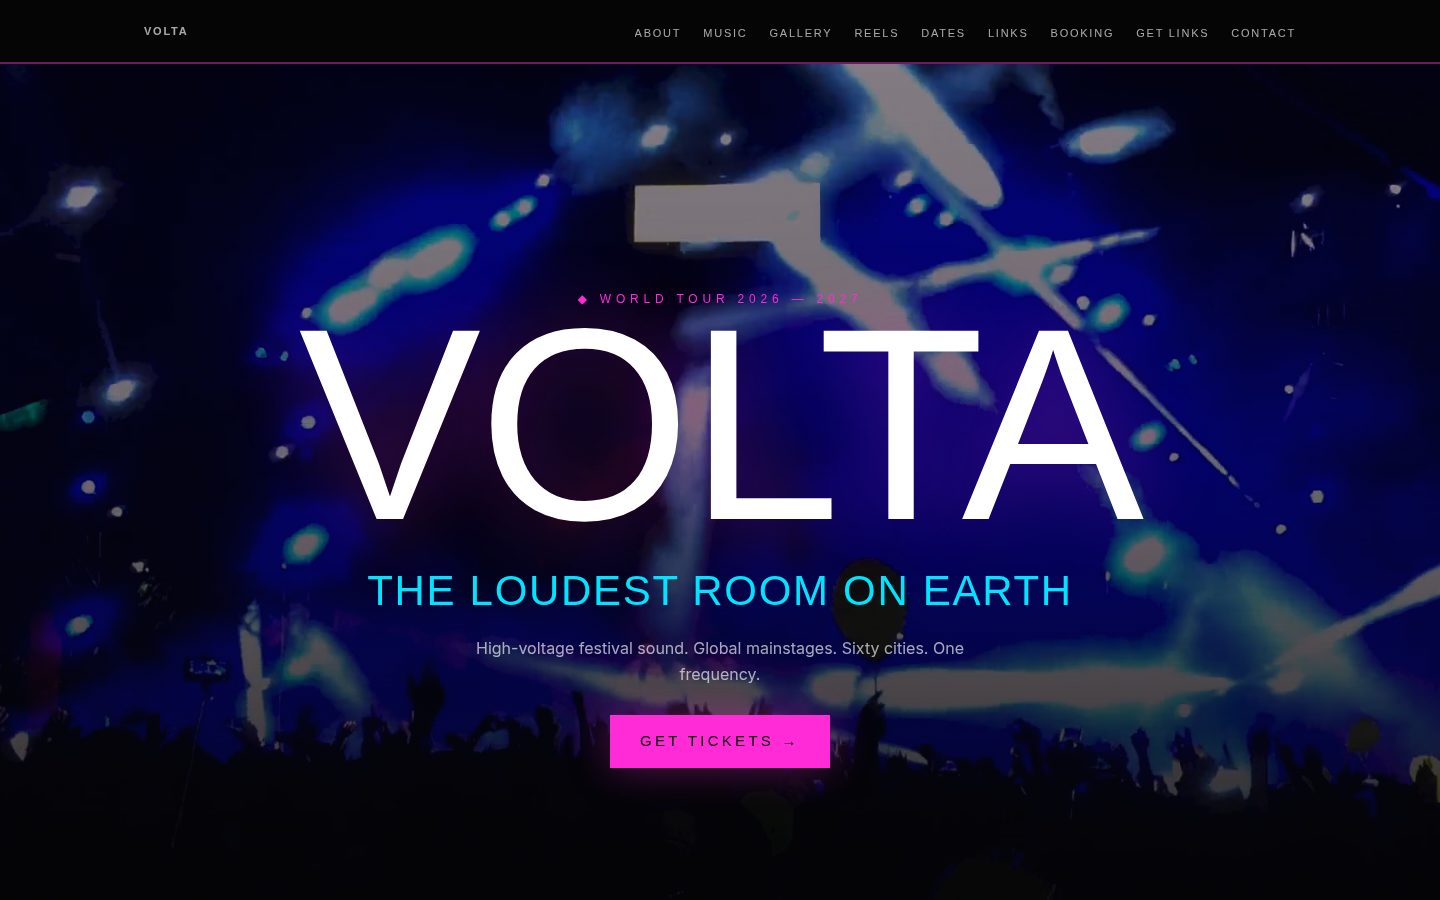 VOLTA
ABOUT MUSIC GALLERY REELS DATES LINKS BOOKING GET LINKS CONTACT
◆ WORLD TOUR 2026 — 2027
VOLTA
THE LOUDEST ROOM ON EARTH
High-voltage festival sound. Global mainstages. Sixty cities. One
frequency.
GET TICKETS →